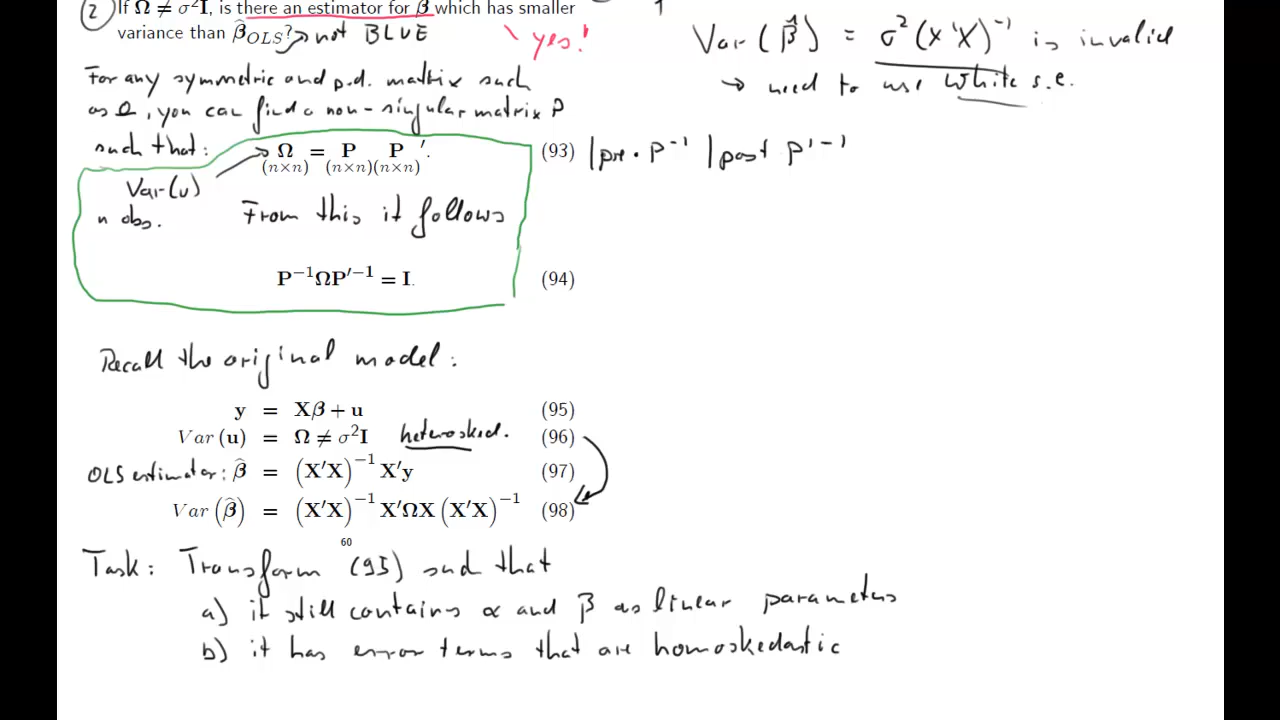 2 If Ω ≠ σ²I, is there an estimator for β which has smaller
variance than β̂_OLS? → not BLUE
yes!
Var(β̂) = σ²(X'X)⁻¹ is invalid
→ need to use White s.e.
For any symmetric and p.d. matrix such
as Ω, you can find a non-singular matrix P
such that:
Ω = P P'. (93) | pre. P⁻¹ | post P'⁻¹
(n×n) (n×n)(n×n)
Var(u)
n obs. From this it follows
P⁻¹ΩP'⁻¹ = I. (94)
Recall the original model:
y = Xβ + u (95)
Var(u) = Ω ≠ σ²I heterosked. (96)
OLS estimator: β̂ = (X'X)⁻¹ X'y (97)
Var(β̂) = (X'X)⁻¹ X'ΩX (X'X)⁻¹ (98)
60
Task: Transform (95) such that
a) it still contains α and β as linear parameters
b) it has error terms that are homoskedastic